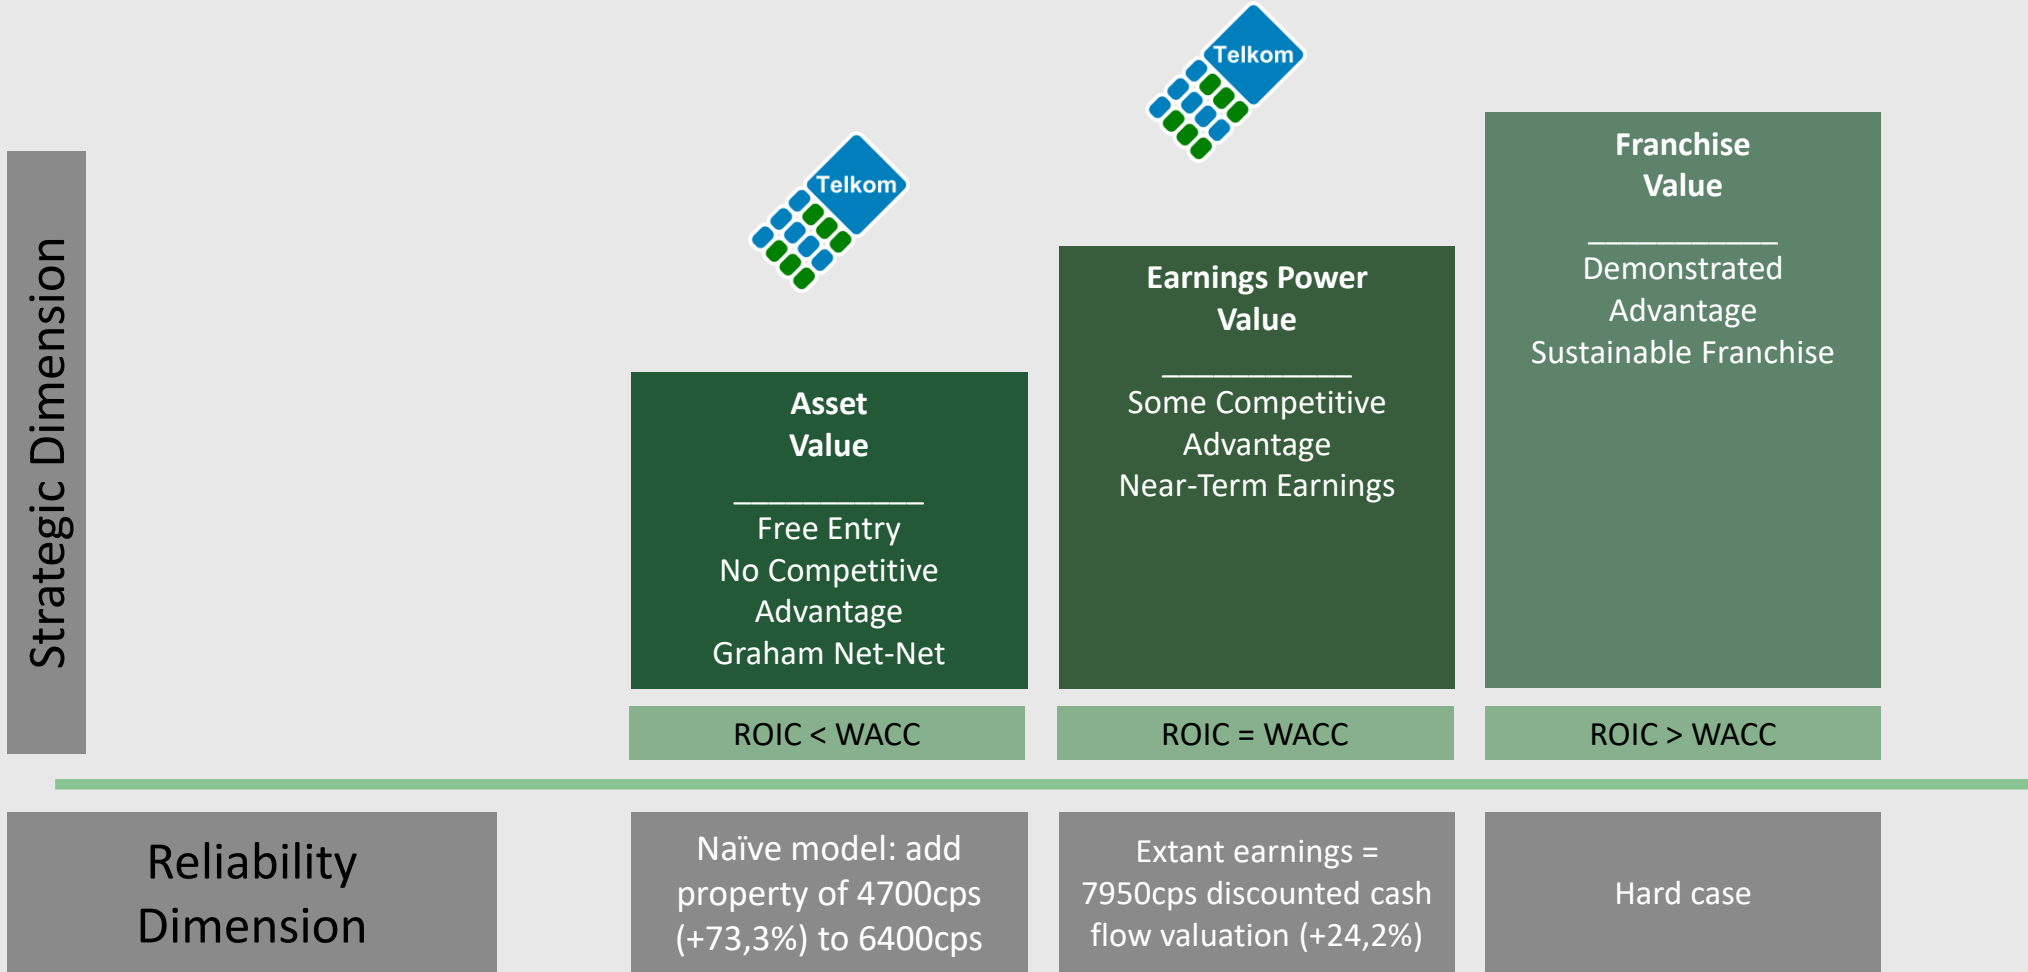 Telkom
Telkom
Strategic Dimension
Asset
Value
___________
Free Entry
No Competitive
Advantage
Graham Net-Net
Earnings Power
Value
___________
Some Competitive
Advantage
Near-Term Earnings
Franchise
Value
___________
Demonstrated
Advantage
Sustainable Franchise
ROIC < WACC
ROIC = WACC
ROIC > WACC
Reliability
Dimension
Naïve model: add
property of 4700cps
(+73,3%) to 6400cps
Extant earnings =
7950cps discounted cash
flow valuation (+24,2%)
Hard case